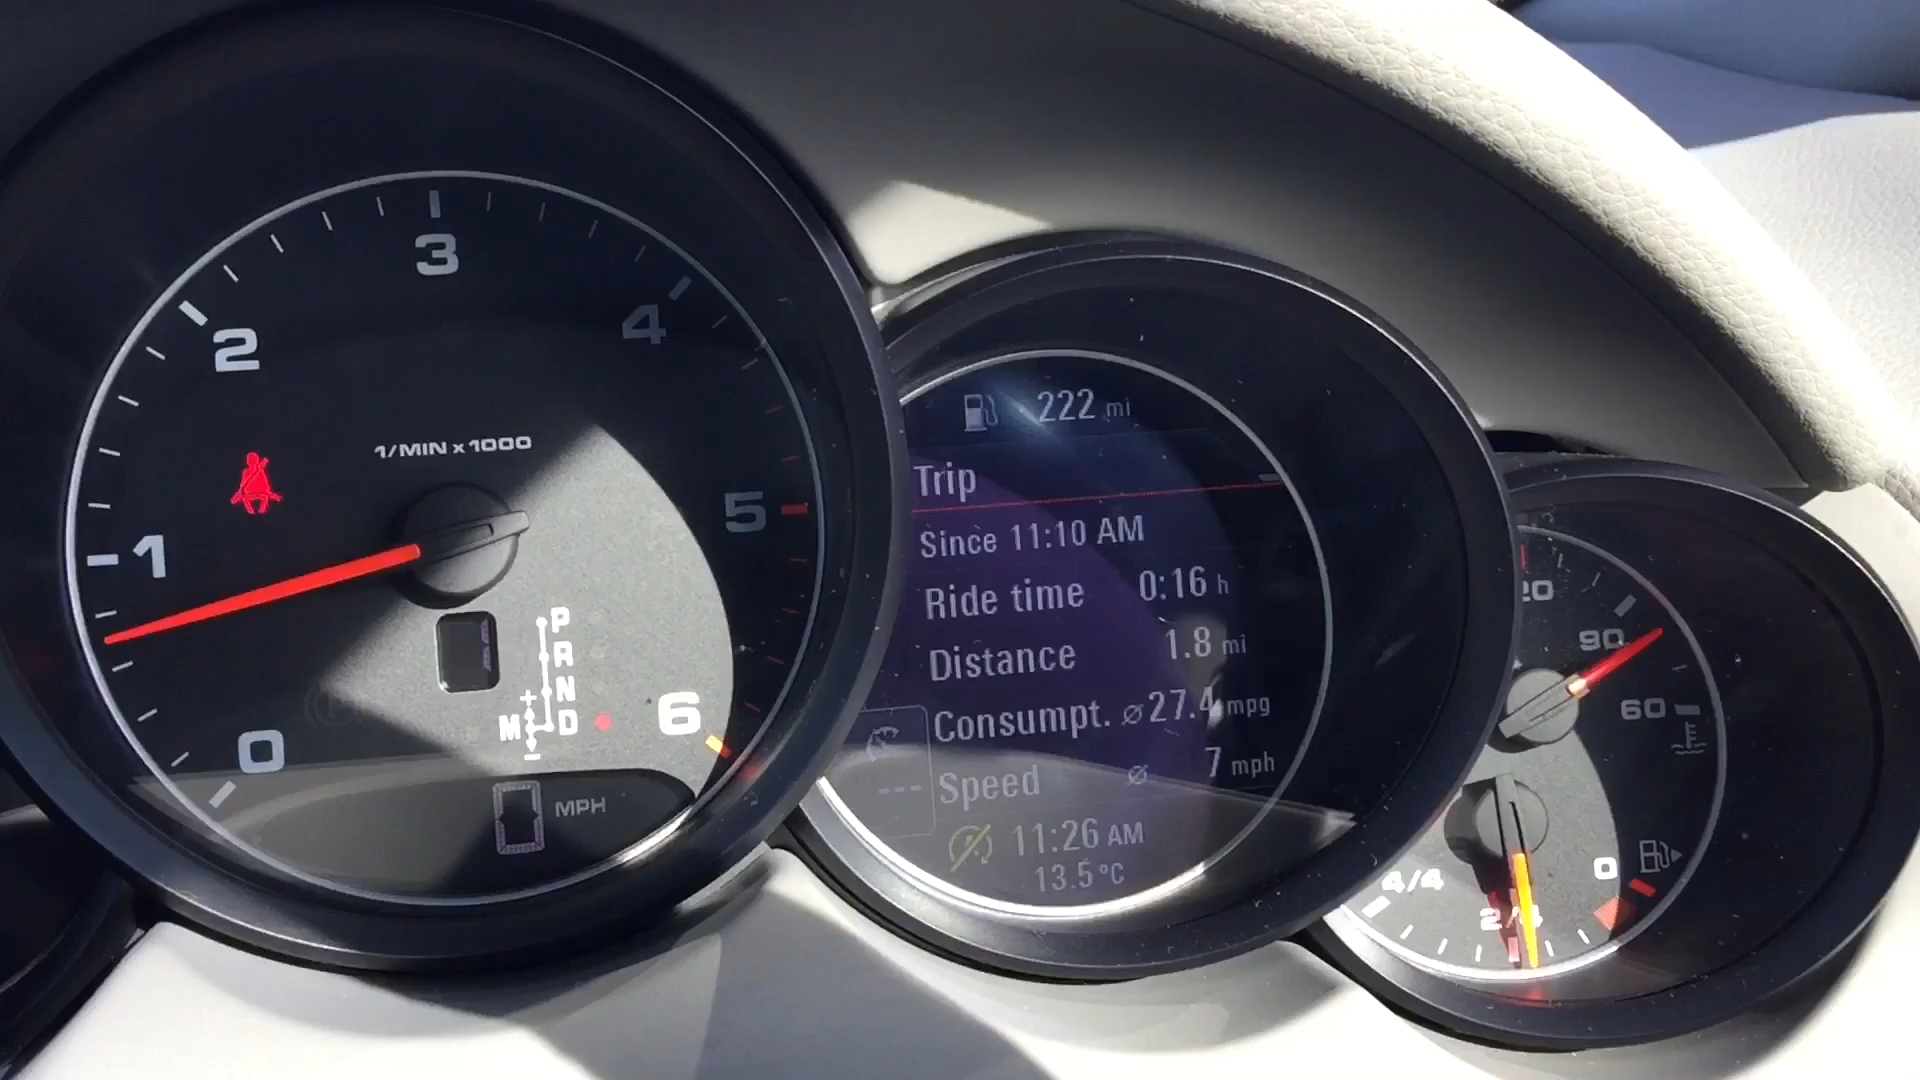 3
2
4
1/MIN x 1000
5
1
P
R
N
+
M D
-
6
0
0 MPH
222 mi
Trip
Since 11:10 AM
Ride time 0:16 h
Distance 1.8 mi
Consumpt. ⌀27.4 mpg
Speed ⌀ 7 mph
---
11:26 AM
13.5 °C
90
60
0
4/4